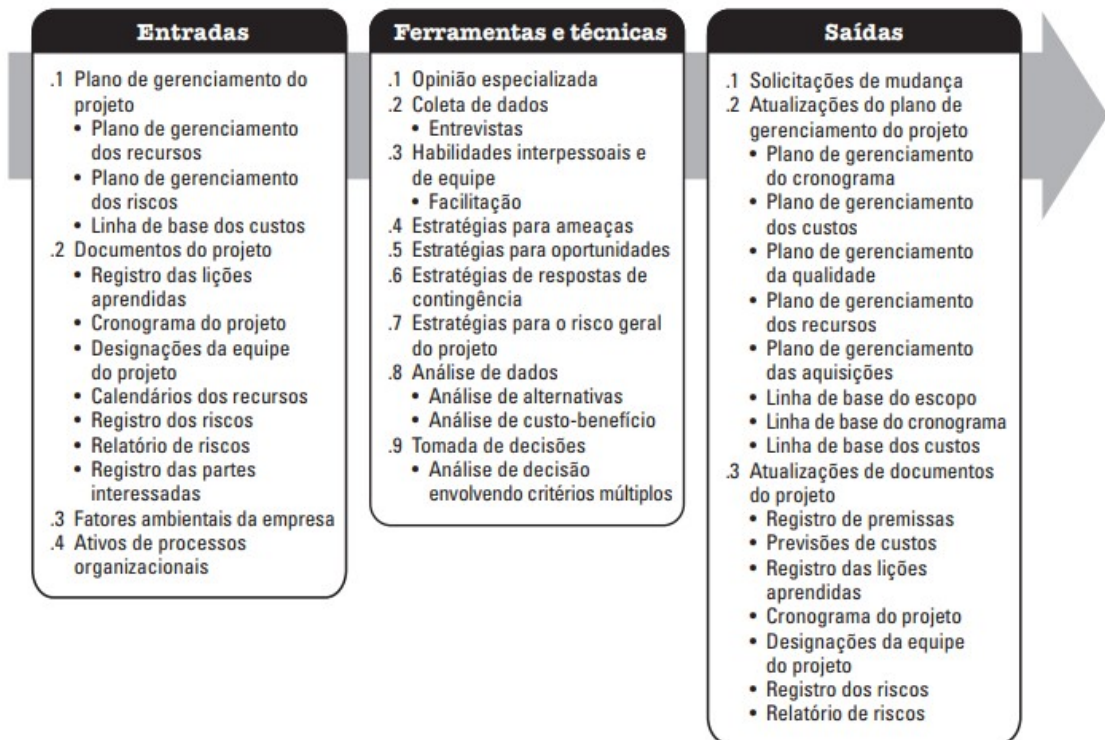 Entradas
.1 Plano de gerenciamento do
projeto
• Plano de gerenciamento
dos recursos
• Plano de gerenciamento
dos riscos
• Linha de base dos custos
.2 Documentos do projeto
• Registro das lições
aprendidas
• Cronograma do projeto
• Designações da equipe
do projeto
• Calendários dos recursos
• Registro dos riscos
• Relatório de riscos
• Registro das partes
interessadas
.3 Fatores ambientais da empresa
.4 Ativos de processos
organizacionais
Ferramentas e técnicas
.1 Opinião especializada
.2 Coleta de dados
• Entrevistas
.3 Habilidades interpessoais e
de equipe
• Facilitação
.4 Estratégias para ameaças
.5 Estratégias para oportunidades
.6 Estratégias de respostas de
contingência
.7 Estratégias para o risco geral
do projeto
.8 Análise de dados
• Análise de alternativas
• Análise de custo-benefício
.9 Tomada de decisões
• Análise de decisão
envolvendo critérios múltiplos
Saídas
.1 Solicitações de mudança
.2 Atualizações do plano de
gerenciamento do projeto
• Plano de gerenciamento
do cronograma
• Plano de gerenciamento
dos custos
• Plano de gerenciamento
da qualidade
• Plano de gerenciamento
dos recursos
• Plano de gerenciamento
das aquisições
• Linha de base do escopo
• Linha de base do cronograma
• Linha de base dos custos
.3 Atualizações de documentos
do projeto
• Registro de premissas
• Previsões de custos
• Registro das lições
aprendidas
• Cronograma do projeto
• Designações da equipe
do projeto
• Registro dos riscos
• Relatório de riscos